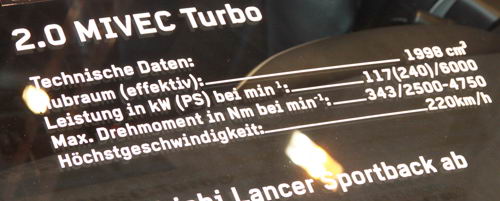 2.0 MIVEC Turbo
Technische Daten:
ubraum (effektiv): 1998 cm³
Leistung in kW (PS) bei min⁻¹: 117(240)/6000
Max. Drehmoment in Nm bei min⁻¹: 343/2500-4750
Höchstgeschwindigkeit: 220km/h
Lancer Sportback ab